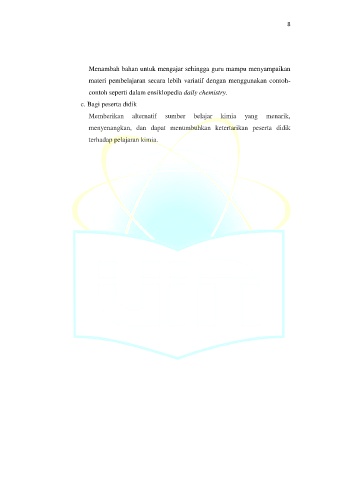 8
Menambah bahan untuk mengajar sehingga guru mampu menyampaikan
materi pembelajaran secara lebih variatif dengan menggunakan contoh-
contoh seperti dalam ensiklopedia daily chemistry.
c. Bagi peserta didik
Memberikan alternatif sumber belajar kimia yang menarik,
menyenangkan, dan dapat menumbuhkan ketertarikan peserta didik
terhadap pelajaran kimia.